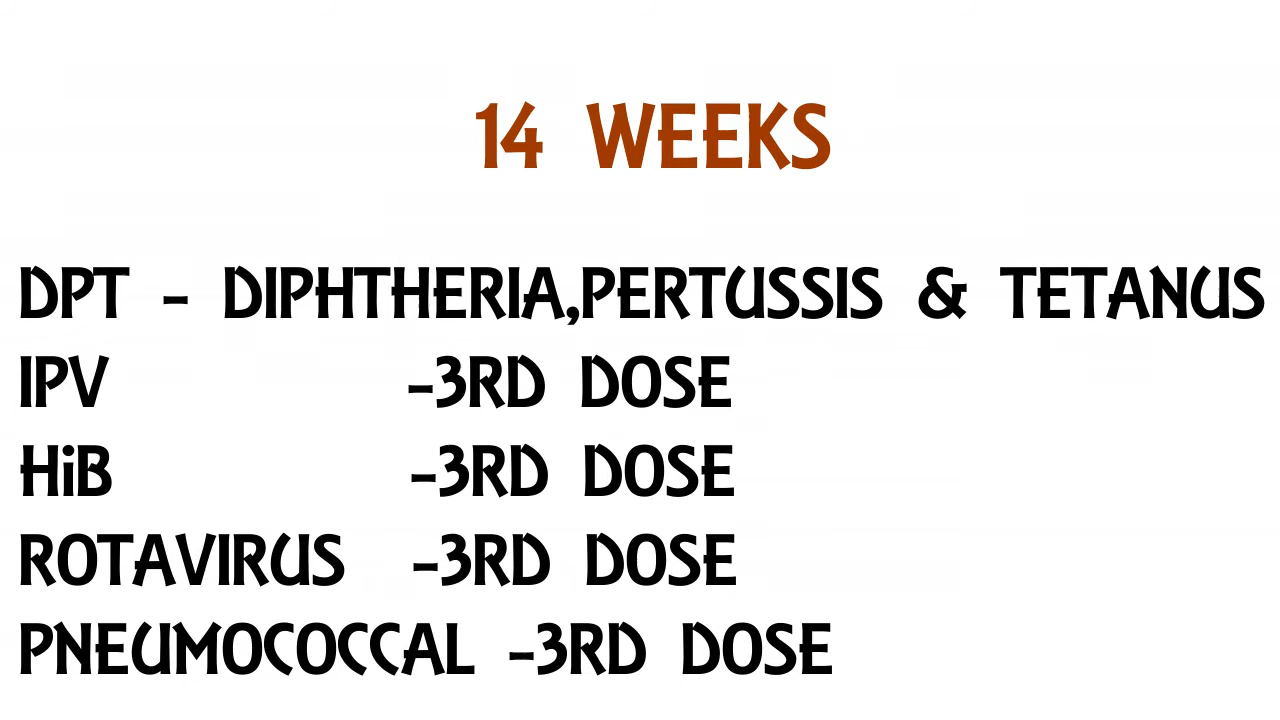 14 WEEKS
DPT - DIPHTHERIA,PERTUSSIS & TETANUS
IPV -3RD DOSE
HiB -3RD DOSE
ROTAVIRUS -3RD DOSE
PNEUMOCOCCAL -3RD DOSE